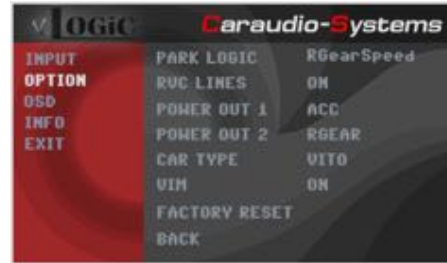 v LOGiC Caraudio-Systems
INPUT
OPTION
OSD
INFO
EXIT
PARK LOGIC RGearSpeed
RVC LINES ON
POWER OUT 1 ACC
POWER OUT 2 RGEAR
CAR TYPE VITO
VIM ON
FACTORY RESET
BACK